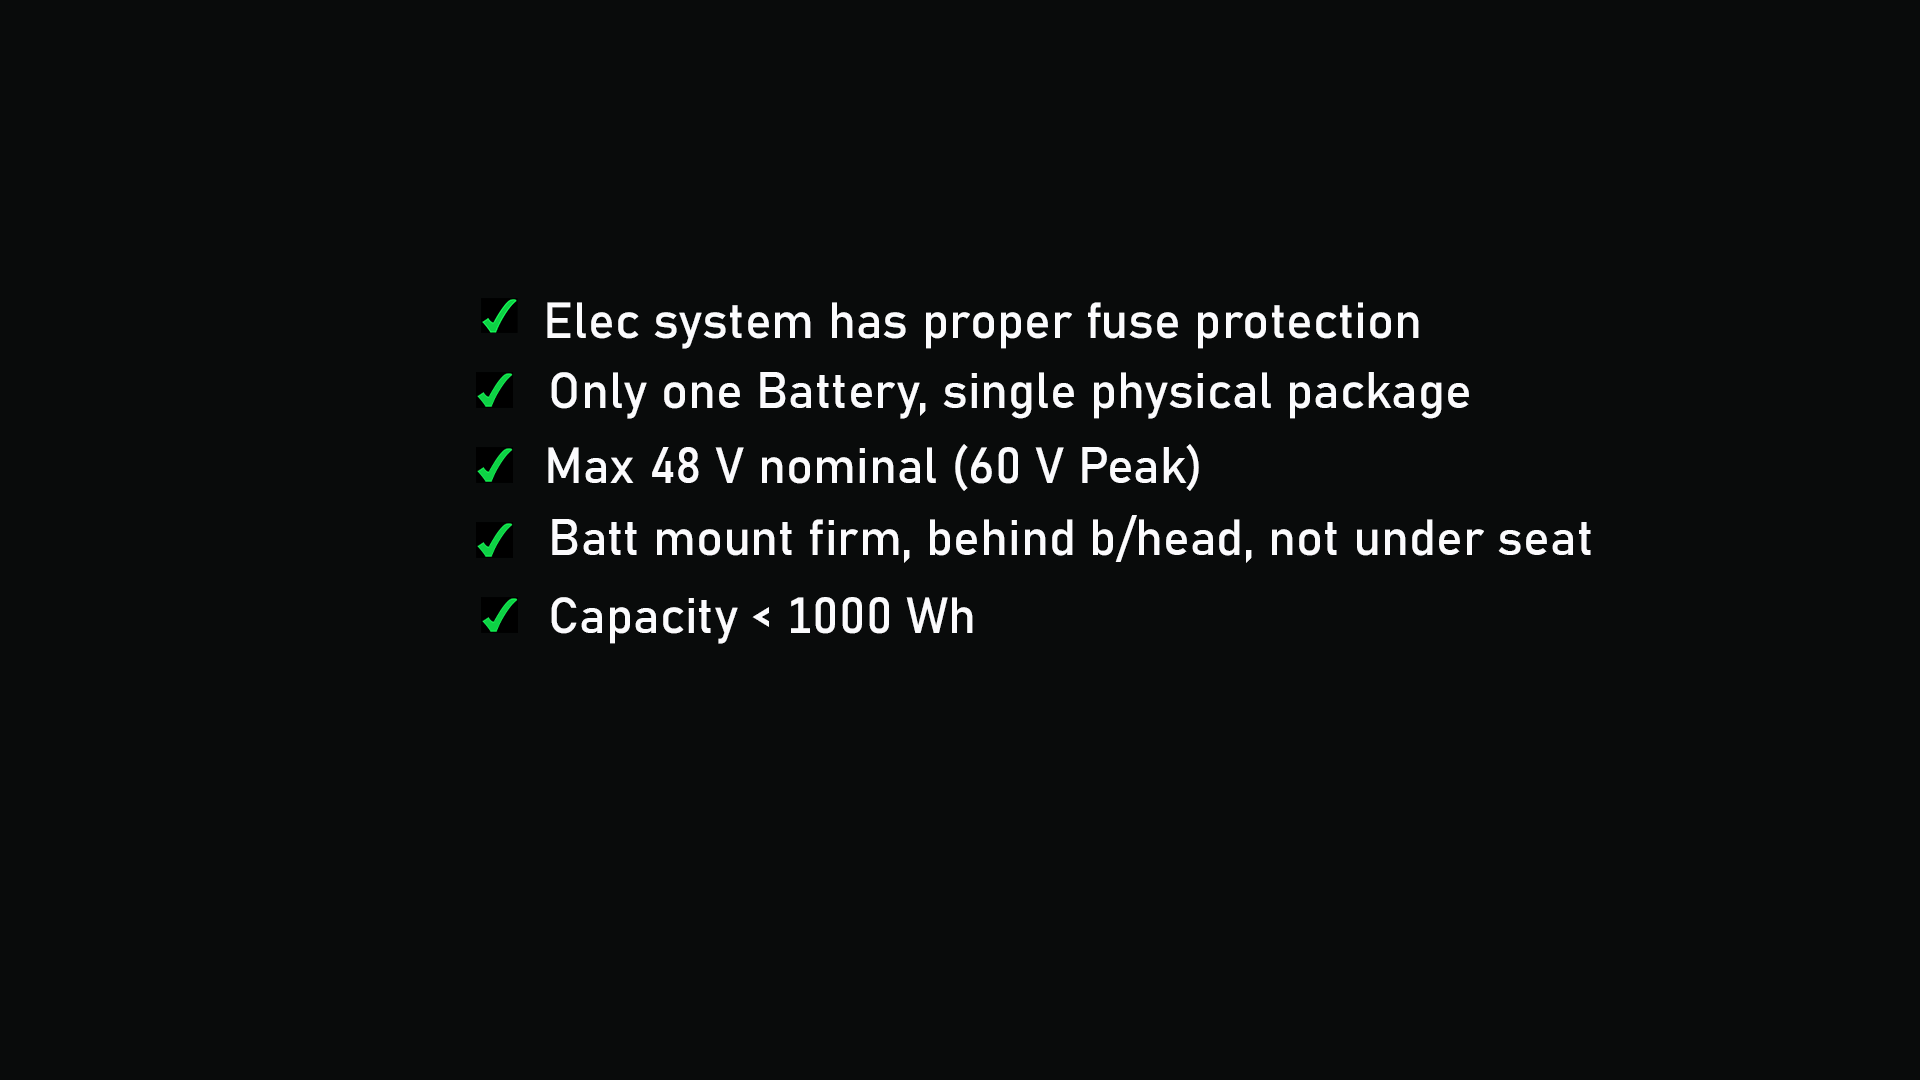 Elec system has proper fuse protection
Only one Battery, single physical package
Max 48 V nominal (60 V Peak)
Batt mount firm, behind b/head, not under seat
Capacity < 1000 Wh